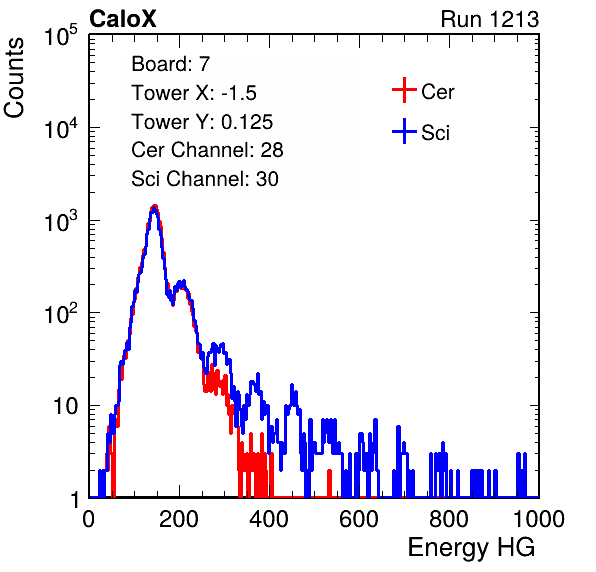 CaloX Run 1213
Counts
10^5
10^4
10^3
10^2
10
1
Board: 7
Tower X: -1.5
Tower Y: 0.125
Cer Channel: 28
Sci Channel: 30
Cer
Sci
0 200 400 600 800 1000
Energy HG